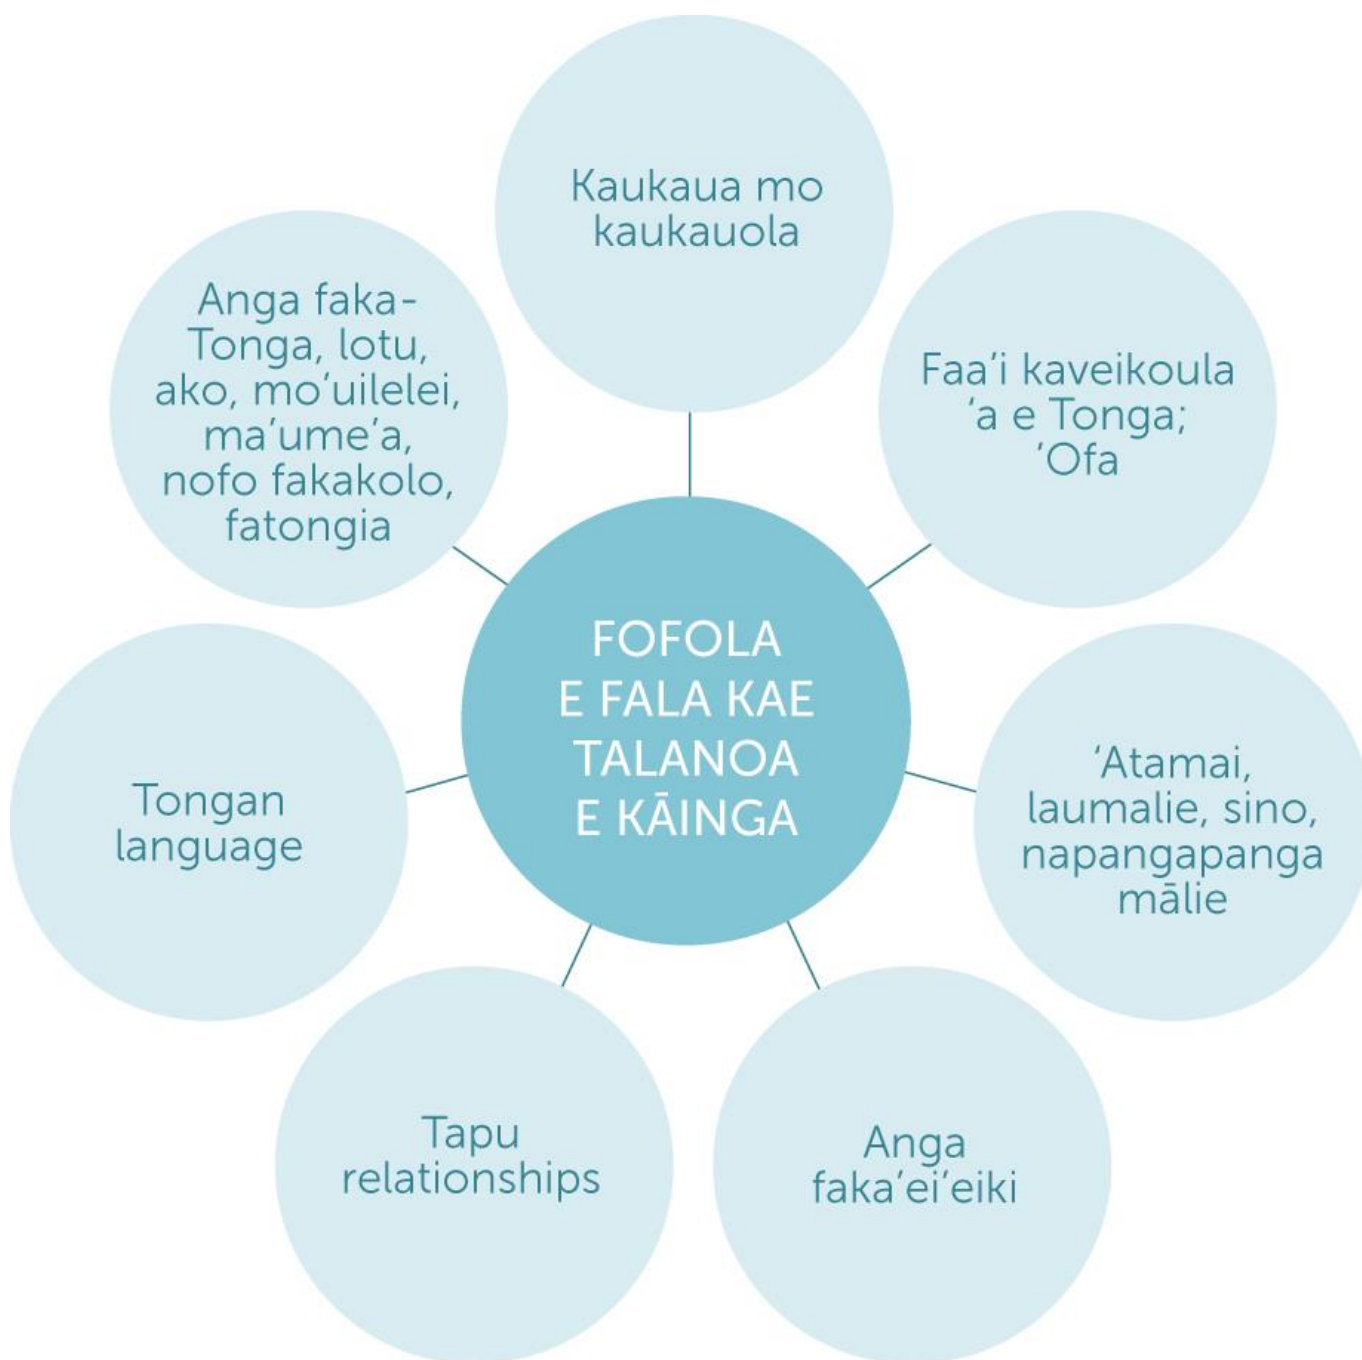 Kaukaua mo
kaukauola
Anga faka-
Tonga, lotu,
ako, mo'uilelei,
ma'ume'a,
nofo fakakolo,
fatongia
Faa'i kaveikoula
'a e Tonga;
'Ofa
FOFOLA
E FALA KAE
TALANOA
E KĀINGA
Tongan
language
‘Atamai,
laumalie, sino,
napangapanga
mālie
Tapu
relationships
Anga
faka'ei'eiki